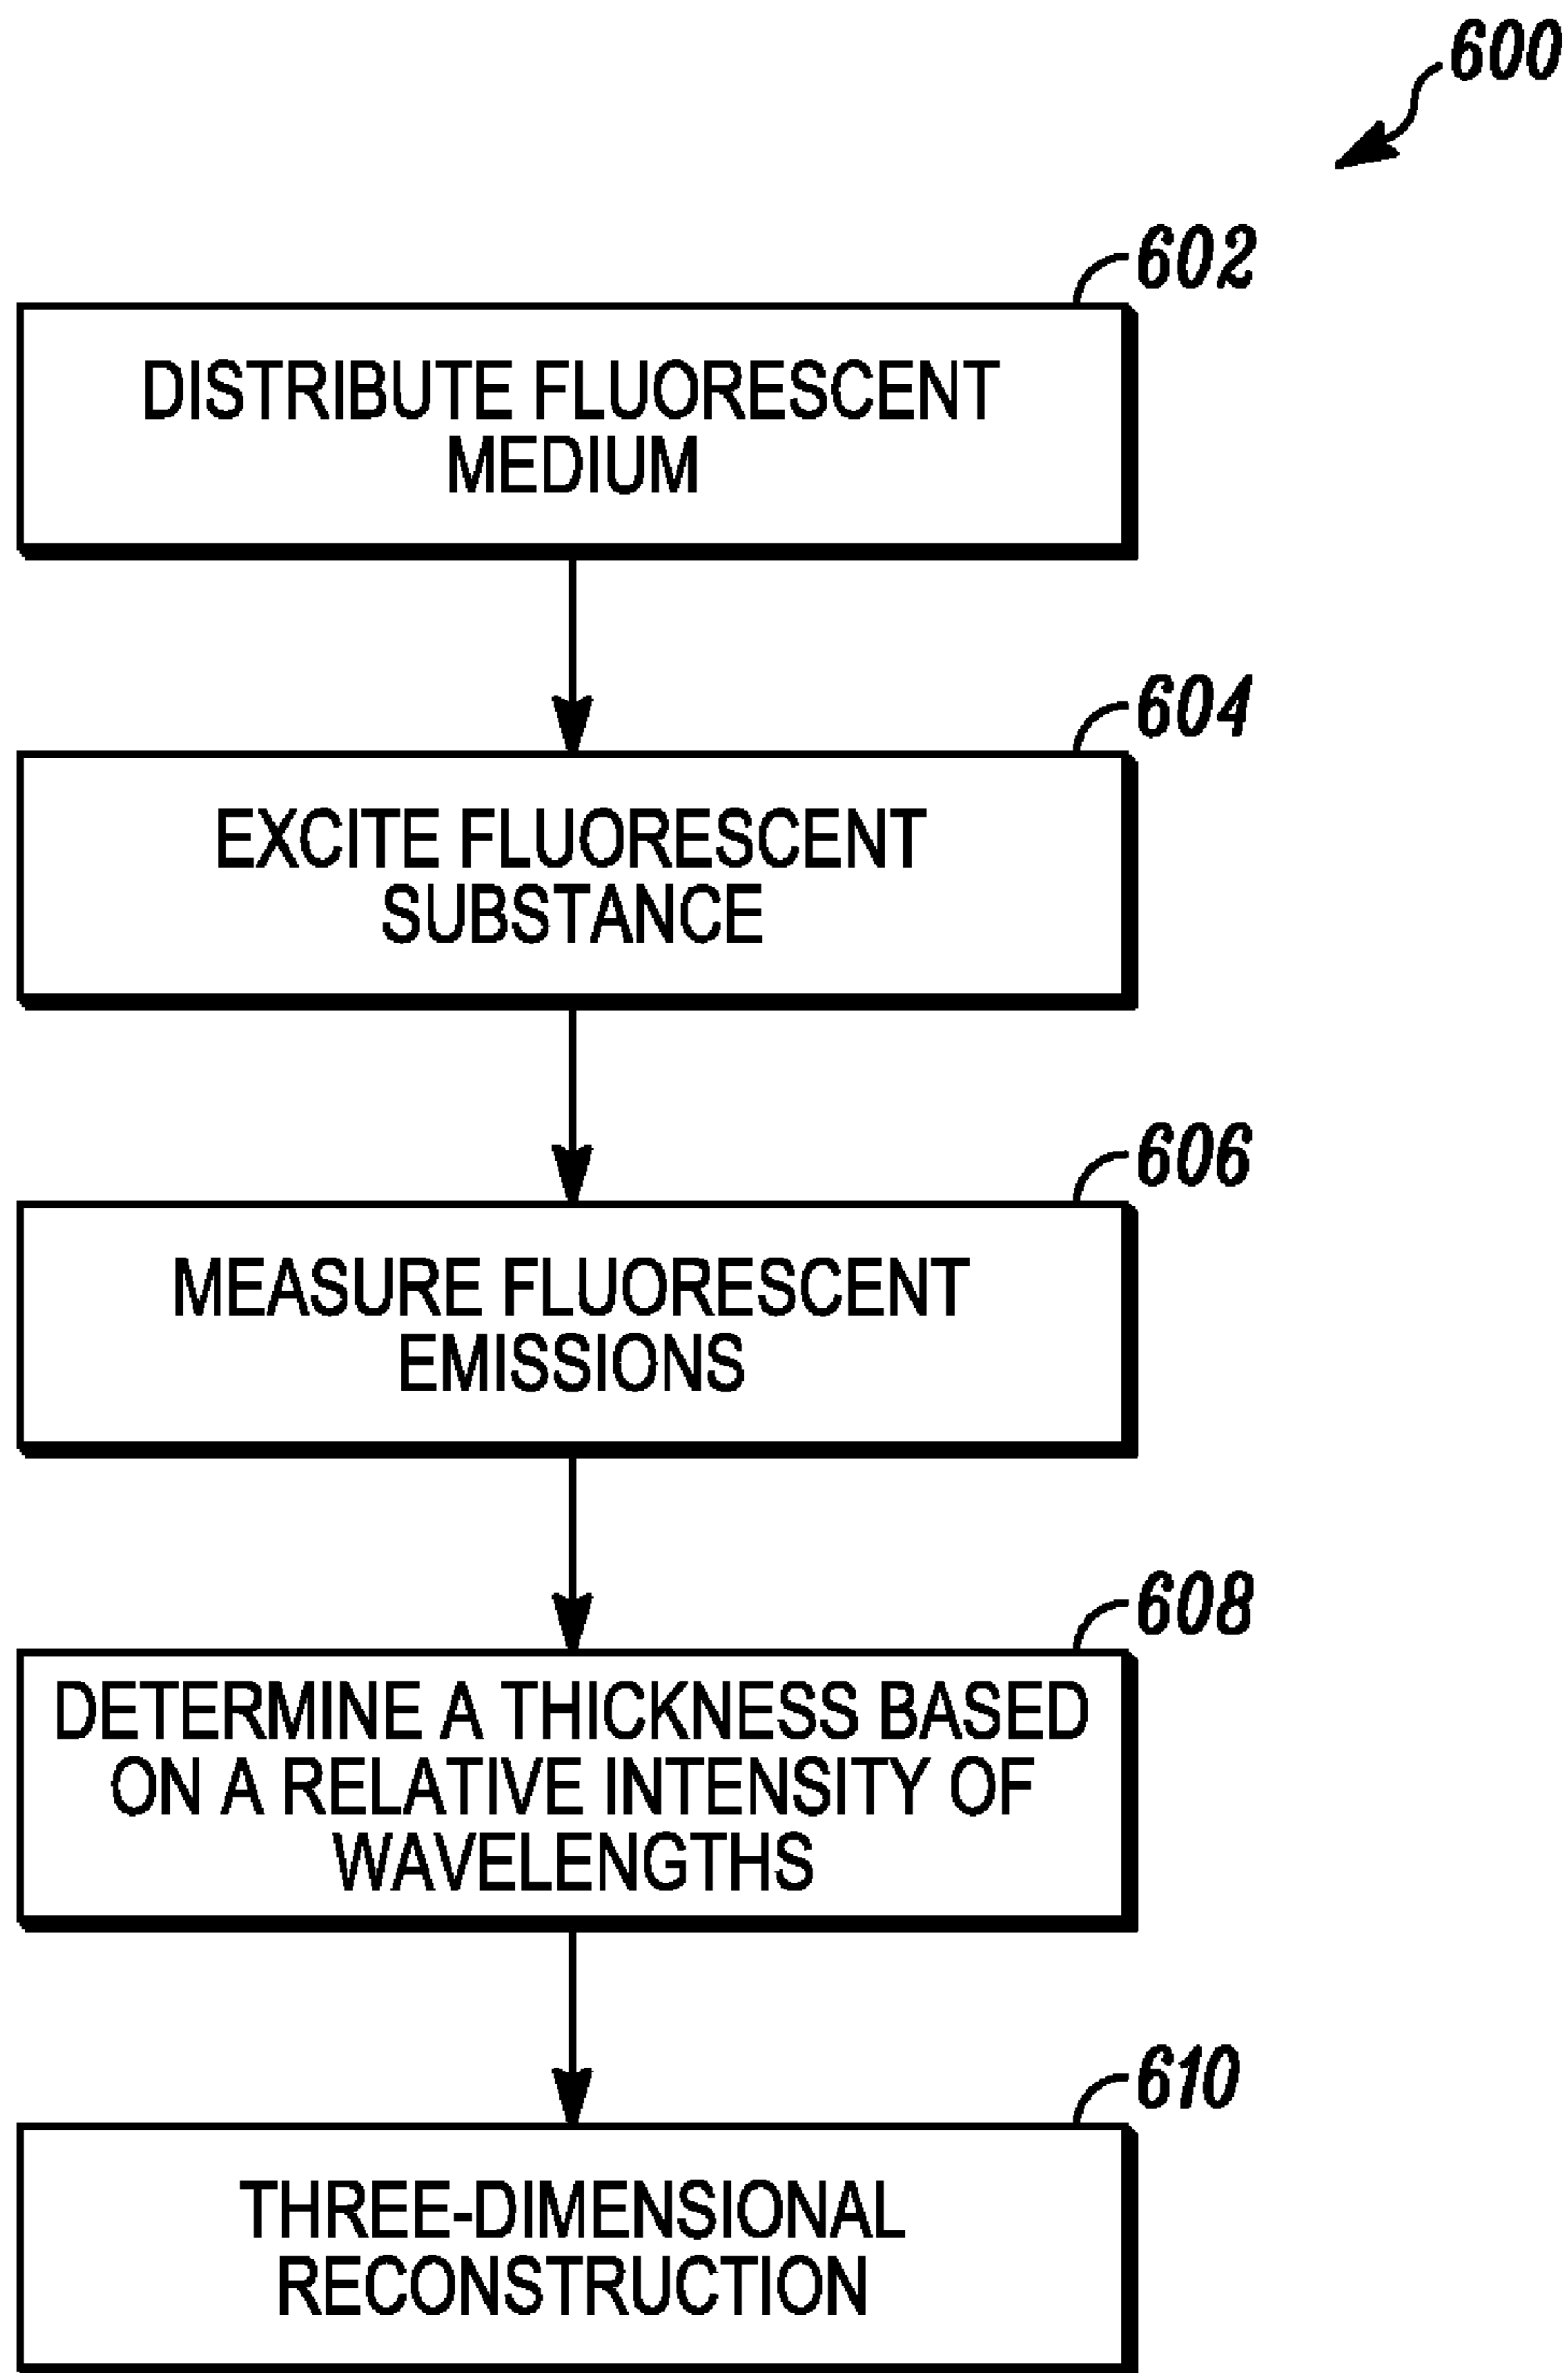 600
602
DISTRIBUTE FLUORESCENT
MEDIUM
604
EXCITE FLUORESCENT
SUBSTANCE
606
MEASURE FLUORESCENT
EMISSIONS
608
DETERMINE A THICKNESS BASED
ON A RELATIVE INTENSITY OF
WAVELENGTHS
610
THREE-DIMENSIONAL
RECONSTRUCTION